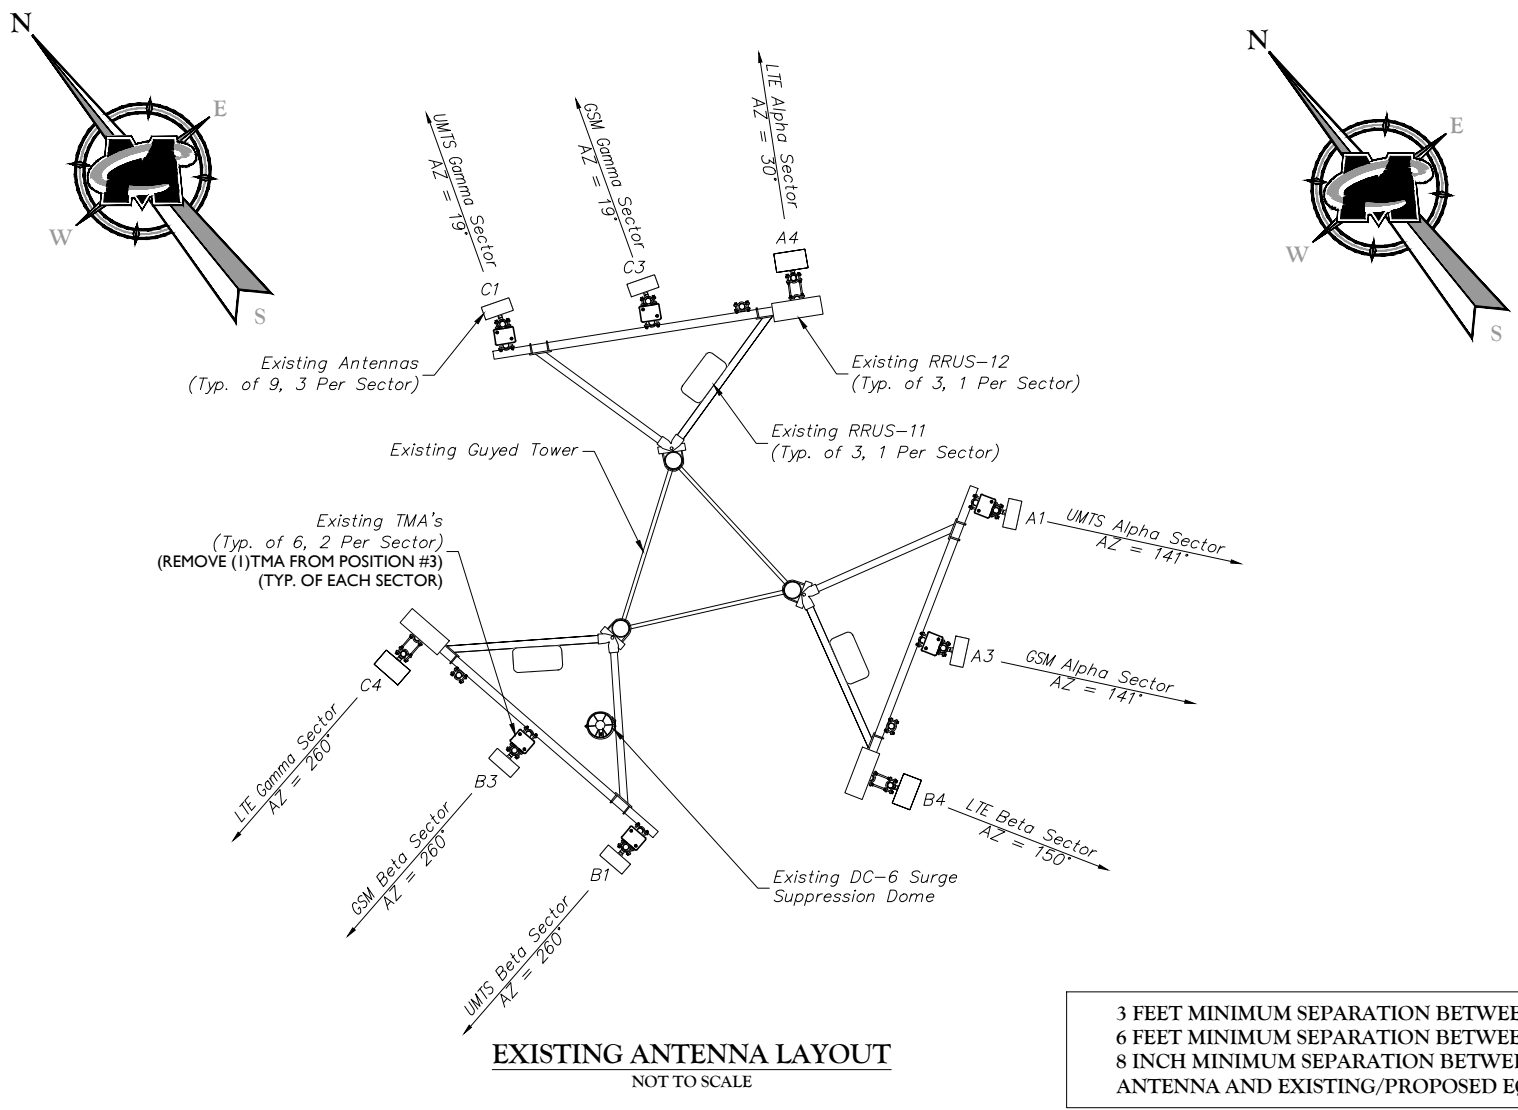 N
E
W
S
N
E
W
S
LTE Alpha Sector
AZ = 30°
GSM Gamma Sector
AZ = 19°
UMTS Gamma Sector
AZ = 19°
A4
C3
C1
Existing Antennas
(Typ. of 9, 3 Per Sector)
Existing RRUS-12
(Typ. of 3, 1 Per Sector)
Existing RRUS-11
(Typ. of 3, 1 Per Sector)
Existing Guyed Tower
Existing TMA's
(Typ. of 6, 2 Per Sector)
(REMOVE (1)TMA FROM POSITION #3)
(TYP. OF EACH SECTOR)
A1
UMTS Alpha Sector
AZ = 141°
A3
GSM Alpha Sector
AZ = 141°
B4
LTE Beta Sector
AZ = 150°
C4
LTE Gamma Sector
AZ = 260°
B3
GSM Beta Sector
AZ = 260°
B1
UMTS Beta Sector
AZ = 260°
Existing DC-6 Surge
Suppression Dome
EXISTING ANTENNA LAYOUT
NOT TO SCALE
3 FEET MINIMUM SEPARATION
6 FEET MINIMUM SEPARATION
8 INCH MINIMUM SEPARATION
ANTENNA AND EXISTING/PROPOSED